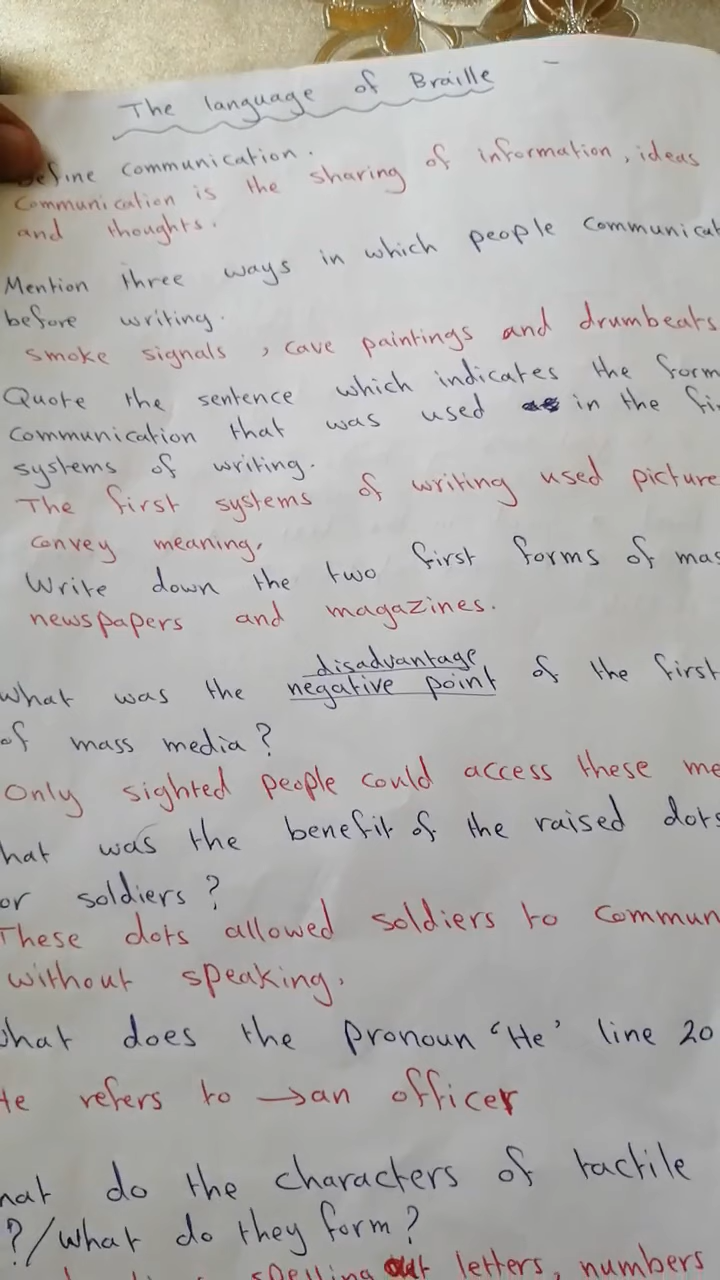 The language of Braille
Define communication.
Communication is the sharing of information, ideas
and thoughts.
Mention three ways in which people communicat
before writing.
smoke signals, cave paintings and drumbeats
Quote the sentence which indicates the form
communication that was used in the fi
systems of writing.
The first systems of writing used picture
convey meaning.
Write down the two first forms of mas
newspapers and magazines.
disadvantage
What was the negative point of the first
of mass media?
Only sighted people could access these me
hat was the benefit of the raised dots
or soldiers?
These dots allowed soldiers to commun
without speaking.
hat does the pronoun 'He' line 20
He refers to → an officer
hat do the characters of tactile
?/What do they form?
spelling out letters, numbers